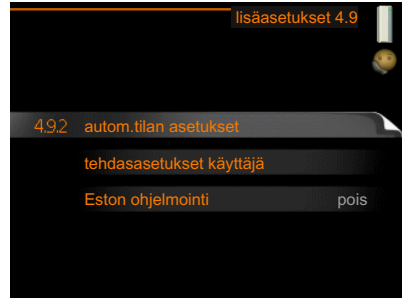 lisäasetukset 4.9
4.9.2 autom.tilan asetukset
tehdasasetukset käyttäjä
Eston ohjelmointi pois